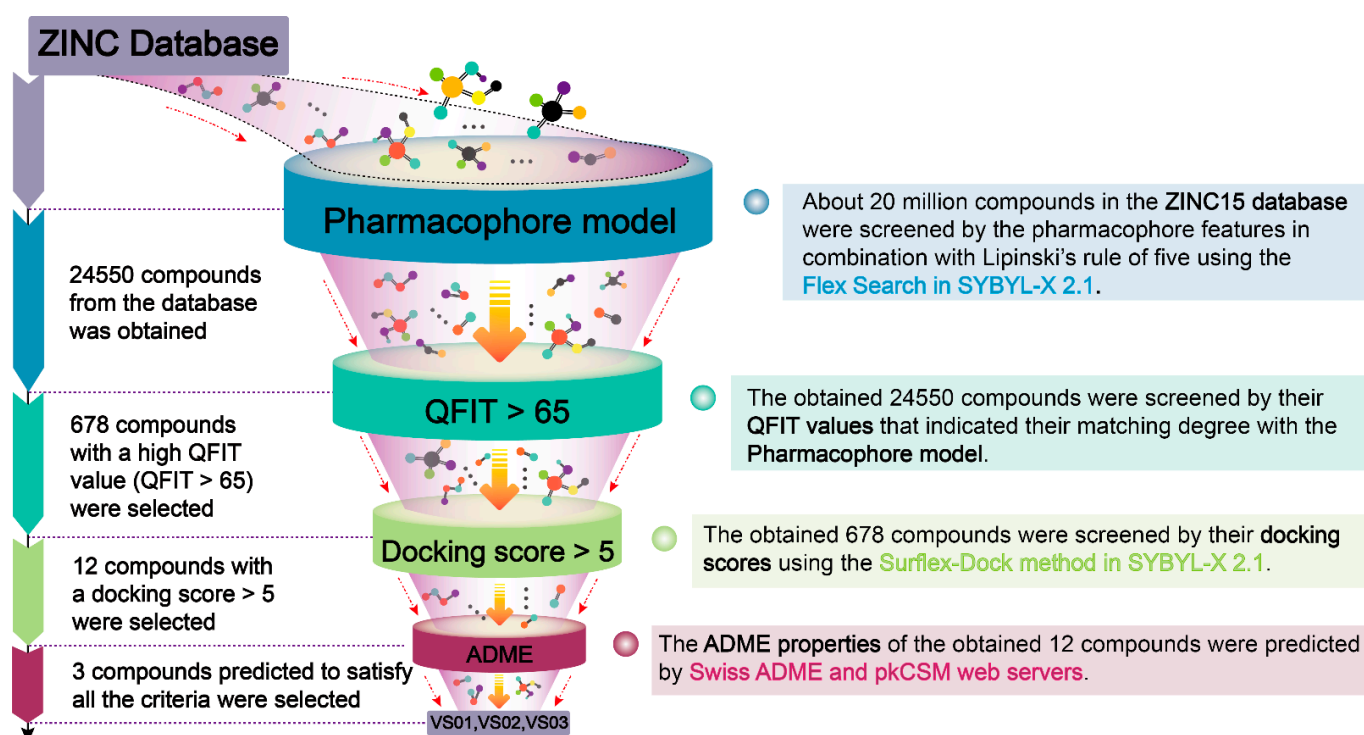 ZINC Database
Pharmacophore model
About 20 million compounds in the ZINC15 database
were screened by the pharmacophore features in
combination with Lipinski's rule of five using the
Flex Search in SYBYL-X 2.1.
24550 compounds
from the database
was obtained
QFIT > 65
The obtained 24550 compounds were screened by their
QFIT values that indicated their matching degree with the
Pharmacophore model.
678 compounds
with a high QFIT
value (QFIT > 65)
were selected
Docking score > 5
The obtained 678 compounds were screened by their docking
scores using the Surflex-Dock method in SYBYL-X 2.1.
12 compounds with
a docking score > 5
were selected
ADME
The ADME properties of the obtained 12 compounds were predicted
by Swiss ADME and pkCSM web servers.
3 compounds predicted to satisfy
all the criteria were selected
VS01,VS02,VS03